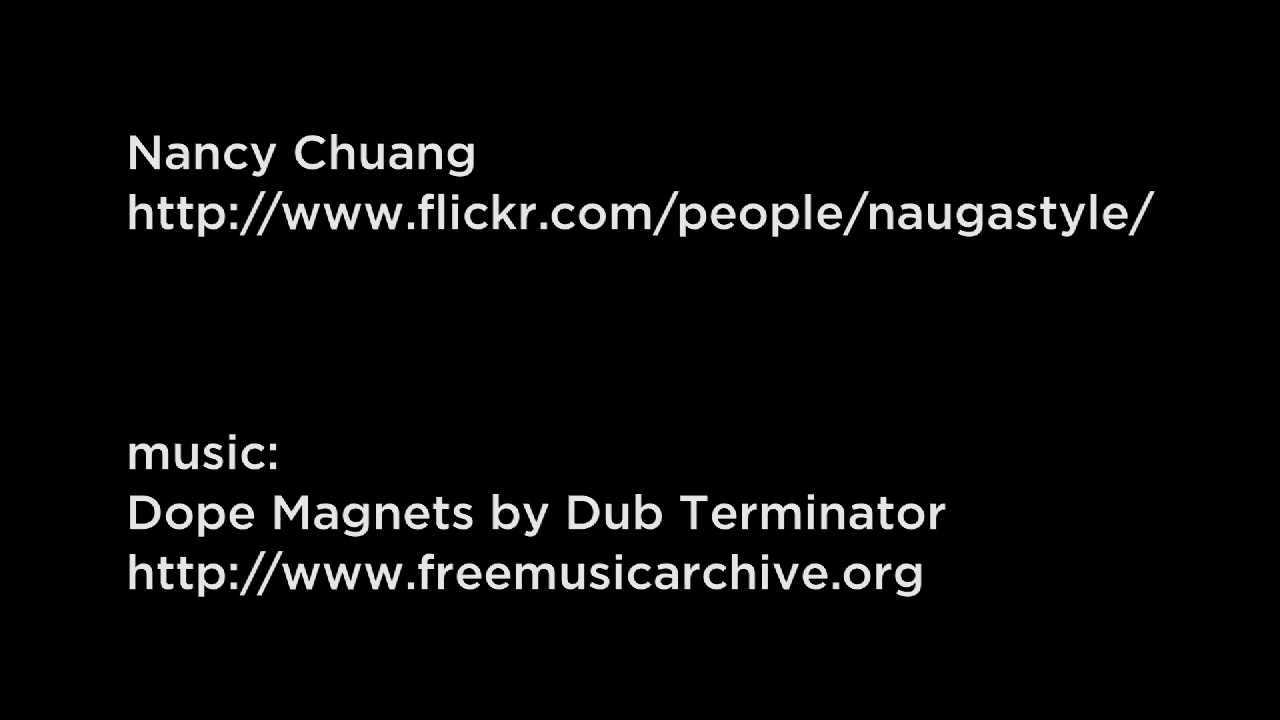 Nancy Chuang
http://www.flickr.com/people/naugastyle/
music:
Dope Magnets by Dub Terminator
http://www.freemusicarchive.org